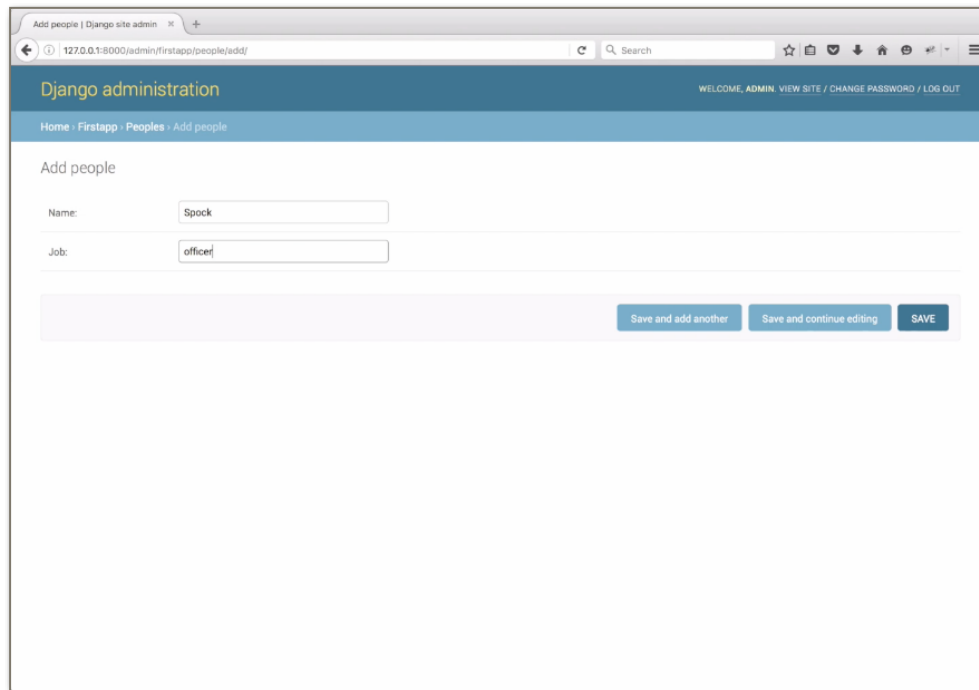 Add people | Django site admin
127.0.0.1:8000/admin/firstapp/people/add/
Search
Django administration
WELCOME, ADMIN. VIEW SITE / CHANGE PASSWORD / LOG OUT
Home › Firstapp › Peoples › Add people
Add people
Name: Spock
Job: officer
Save and add another Save and continue editing SAVE